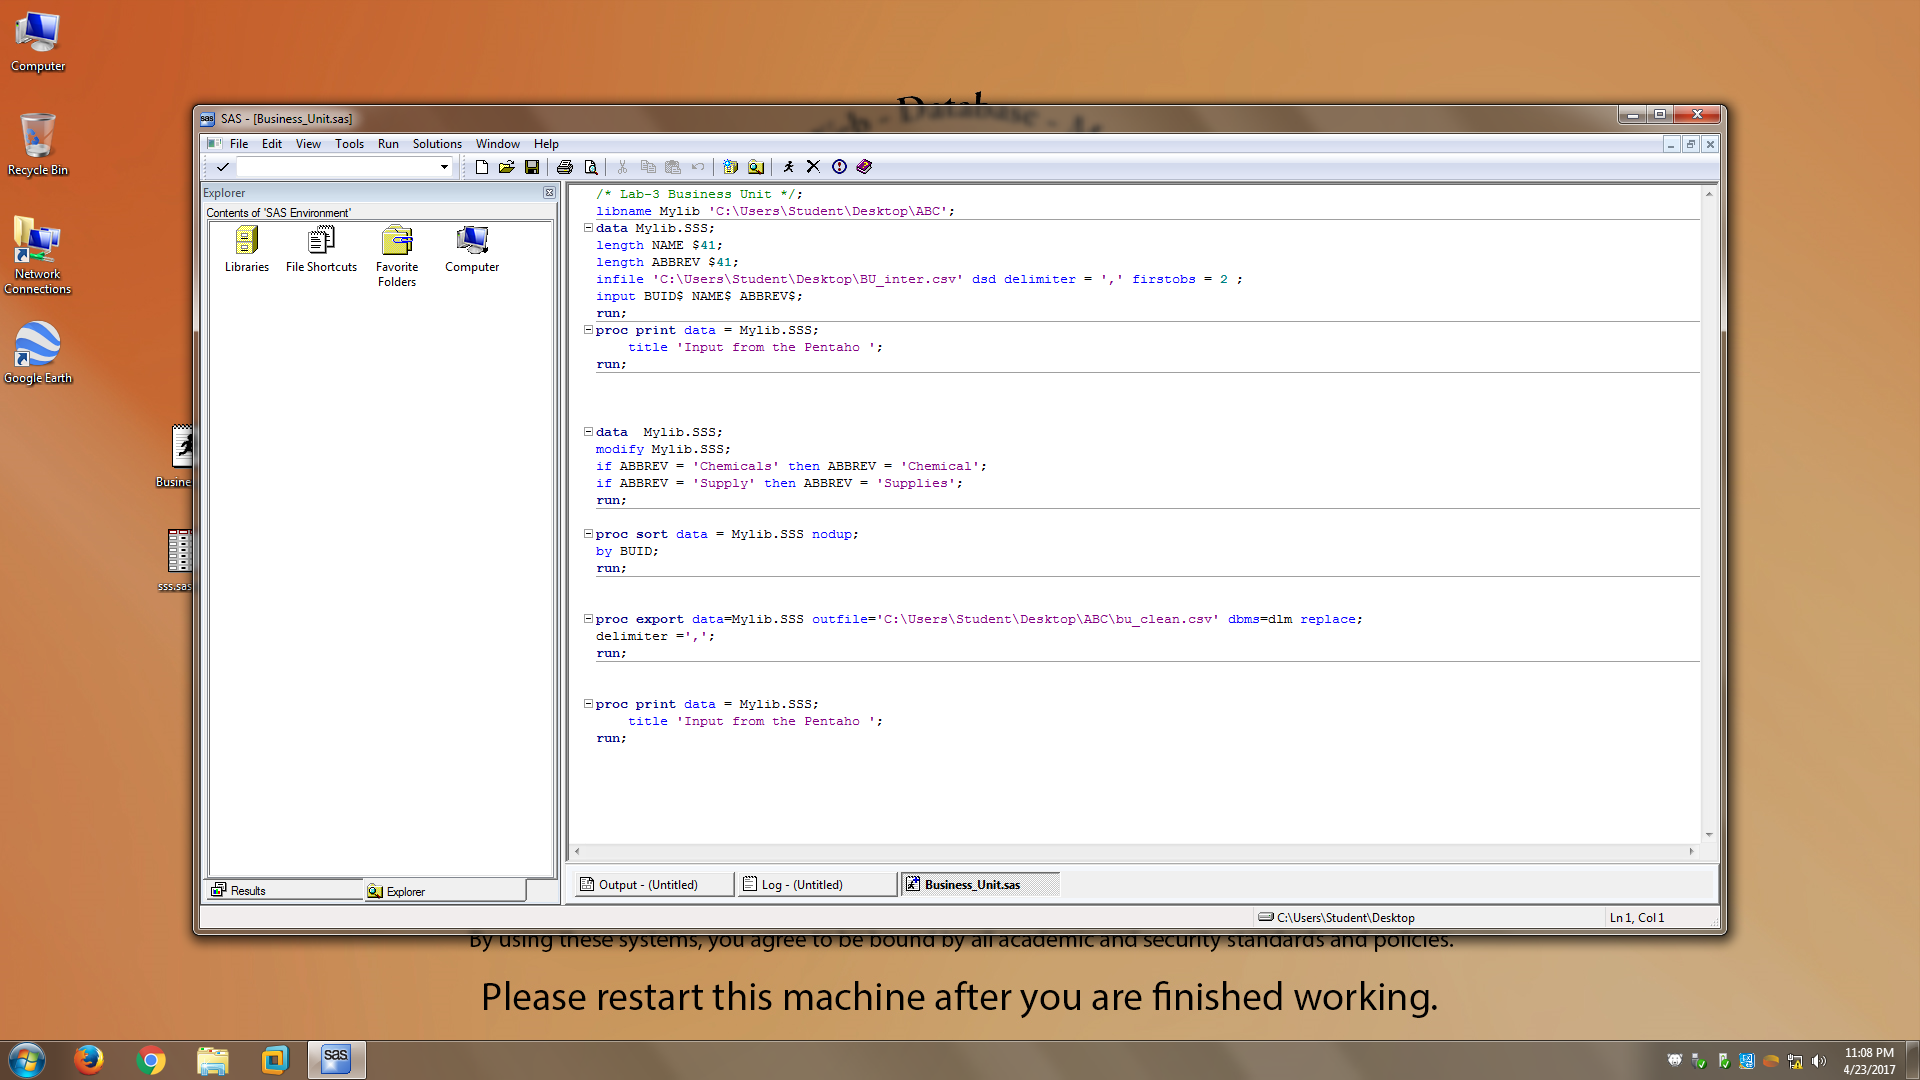 Computer
Recycle Bin
Network
Connections
Google Earth
Busine
sss.sas
Database
SAS - [Business_Unit.sas]
File Edit View Tools Run Solutions Window Help
Explorer
Contents of 'SAS Environment'
Libraries
File Shortcuts
Favorite
Folders
Computer
/* Lab-3 Business Unit */;
libname Mylib 'C:\Users\Student\Desktop\ABC';
data Mylib.SSS;
length NAME $41;
length ABBREV $41;
infile 'C:\Users\Student\Desktop\BU_inter.csv' dsd delimiter = ',' firstobs = 2 ;
input BUID$ NAME$ ABBREV$;
run;
proc print data = Mylib.SSS;
title 'Input from the Pentaho ';
run;
data  Mylib.SSS;
modify Mylib.SSS;
if ABBREV = 'Chemicals' then ABBREV = 'Chemical';
if ABBREV = 'Supply' then ABBREV = 'Supplies';
run;
proc sort data = Mylib.SSS nodup;
by BUID;
run;
proc export data=Mylib.SSS outfile='C:\Users\Student\Desktop\ABC\bu_clean.csv' dbms=dlm replace;
delimiter =',';
run;
proc print data = Mylib.SSS;
title 'Input from the Pentaho ';
run;
Results
Explorer
Output - (Untitled)
Log - (Untitled)
Business_Unit.sas
C:\Users\Student\Desktop
Ln 1, Col 1
By using these systems, you agree to be bound by all academic and security standards and policies.
Please restart this machine after you are finished working.
sas
11:08 PM
4/23/2017